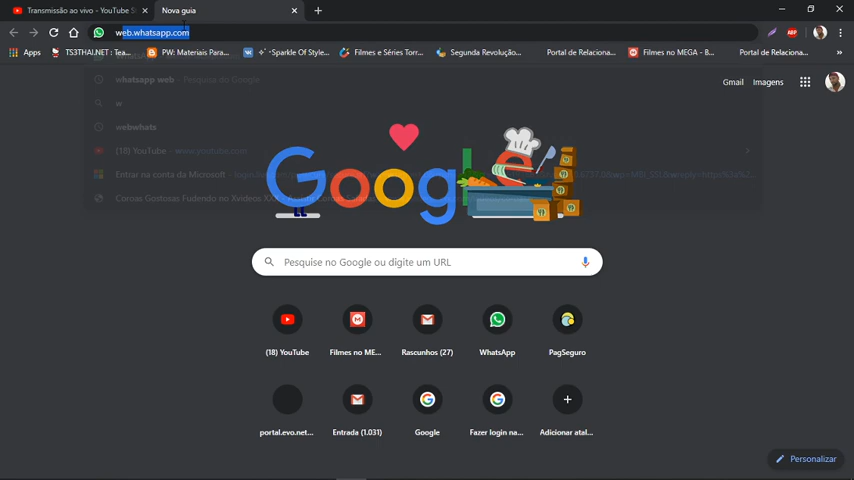 Transmissão ao vivo - YouTube S
Nova guia
web.whatsapp.com
Apps
TS3THAI.NET : Tea...
PW: Materiais Para...
✧˖°Sparkle Of Style...
Filmes e Séries Torr...
Segunda Revolução...
Portal de Relaciona...
Filmes no MEGA - B...
Portal de Relaciona...
»
whatsapp web - Pesquisa do Google
w
webwhats
(18) YouTube - www.youtube.com
Entrar na conta da Microsoft
Gmail
Imagens
Google
Pesquise no Google ou digite um URL
(18) YouTube
Filmes no ME...
Rascunhos (27)
WhatsApp
PagSeguro
portal.evo.net...
Entrada (1.031)
Google
Fazer login na...
Adicionar atal...
Personalizar